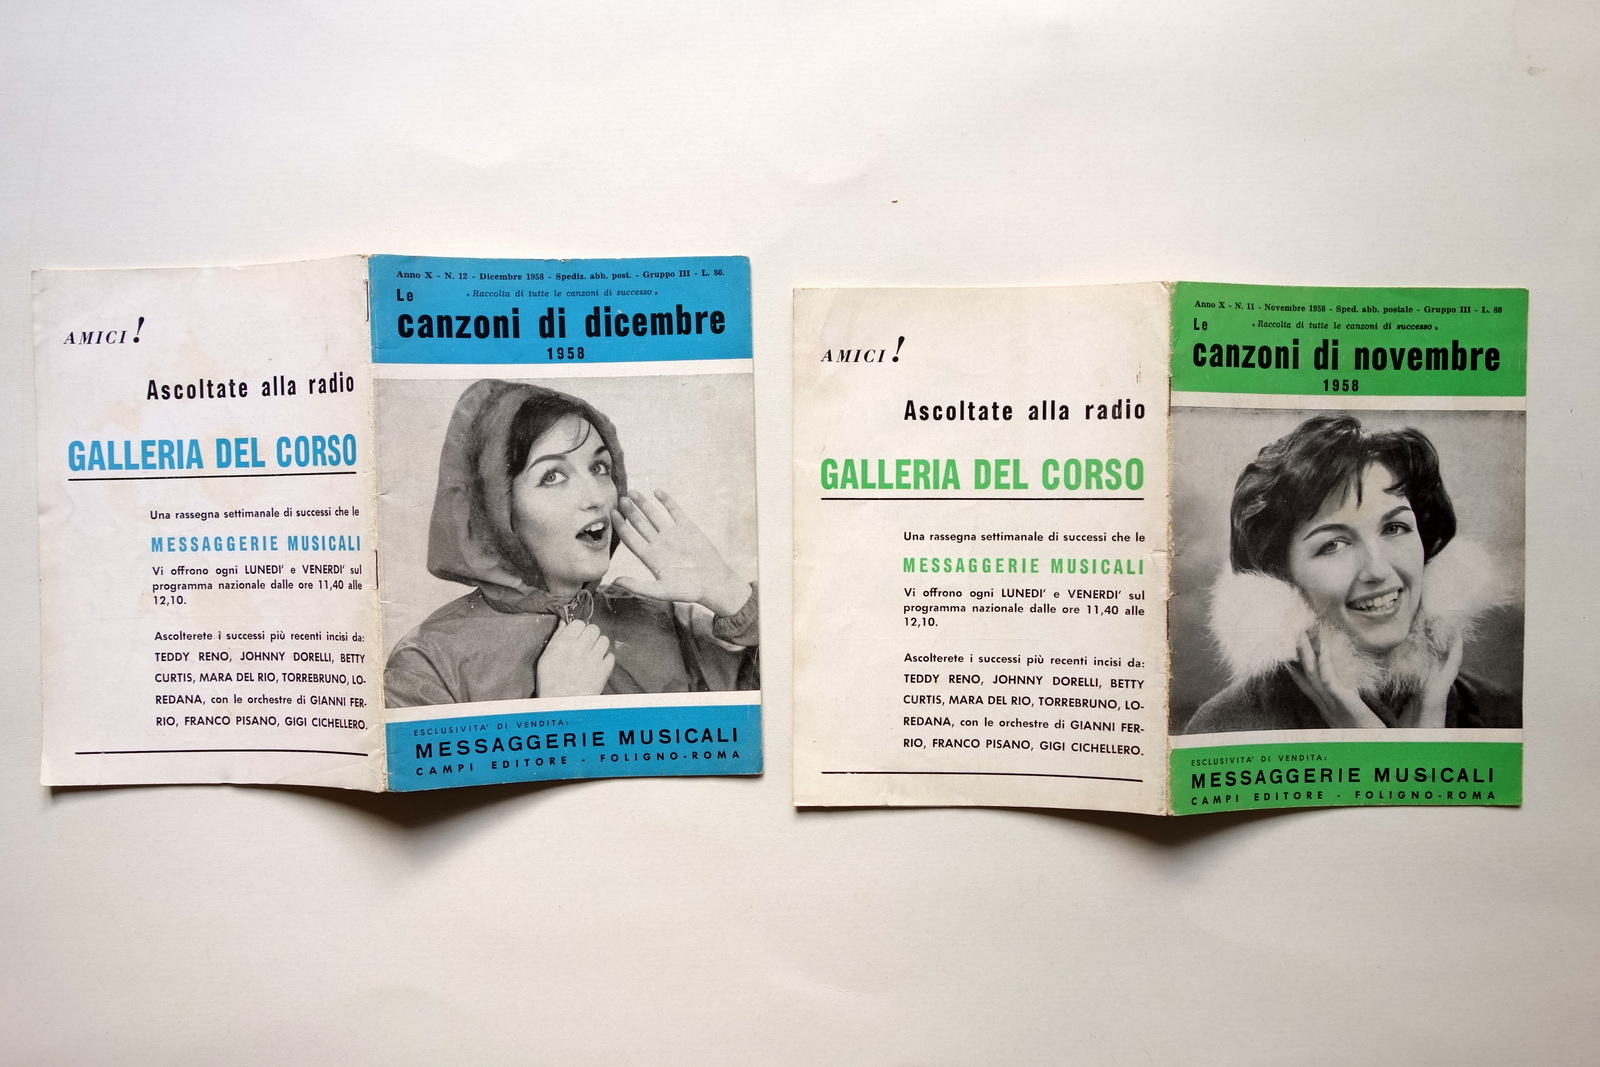 AMICI!
Ascoltate alla radio
GALLERIA DEL CORSO
Una rassegna settimanale di successi che le
MESSAGGERIE MUSICALI
Vi offrono ogni LUNEDI' e VENERDI' sul
programma nazionale dalle ore 11,40 alle
12,10.
Ascolterete i successi più recenti incisi da:
TEDDY RENO, JOHNNY DORELLI, BETTY
CURTIS, MARA DEL RIO, TORREBRUNO, LO-
REDANA, con le orchestre di GIANNI FER-
RIO, FRANCO PISANO, GIGI CICHELLERO.
Anno X - N. 12 - Dicembre 1958 - Spediz. abb. post. - Gruppo III - L. 80.
Le « Raccolta di tutte le canzoni di successo »
canzoni di dicembre
1958
ESCLUSIVITA' DI VENDITA:
MESSAGGERIE MUSICALI
CAMPI EDITORE - FOLIGNO-ROMA
AMICI!
Ascoltate alla radio
GALLERIA DEL CORSO
Una rassegna settimanale di successi che le
MESSAGGERIE MUSICALI
Vi offrono ogni LUNEDI' e VENERDI' sul
programma nazionale dalle ore 11,40 alle
12,10.
Ascolterete i successi più recenti incisi da:
TEDDY RENO, JOHNNY DORELLI, BETTY
CURTIS, MARA DEL RIO, TORREBRUNO, LO-
REDANA, con le orchestre di GIANNI FER-
RIO, FRANCO PISANO, GIGI CICHELLERO.
Anno X - N. 11 - Novembre 1958 - Sped. abb. postale - Gruppo III - L. 80
Le « Raccolta di tutte le canzoni di successo »
canzoni di novembre
1958
ESCLUSIVITA' DI VENDITA:
MESSAGGERIE MUSICALI
CAMPI EDITORE - FOLIGNO-ROMA